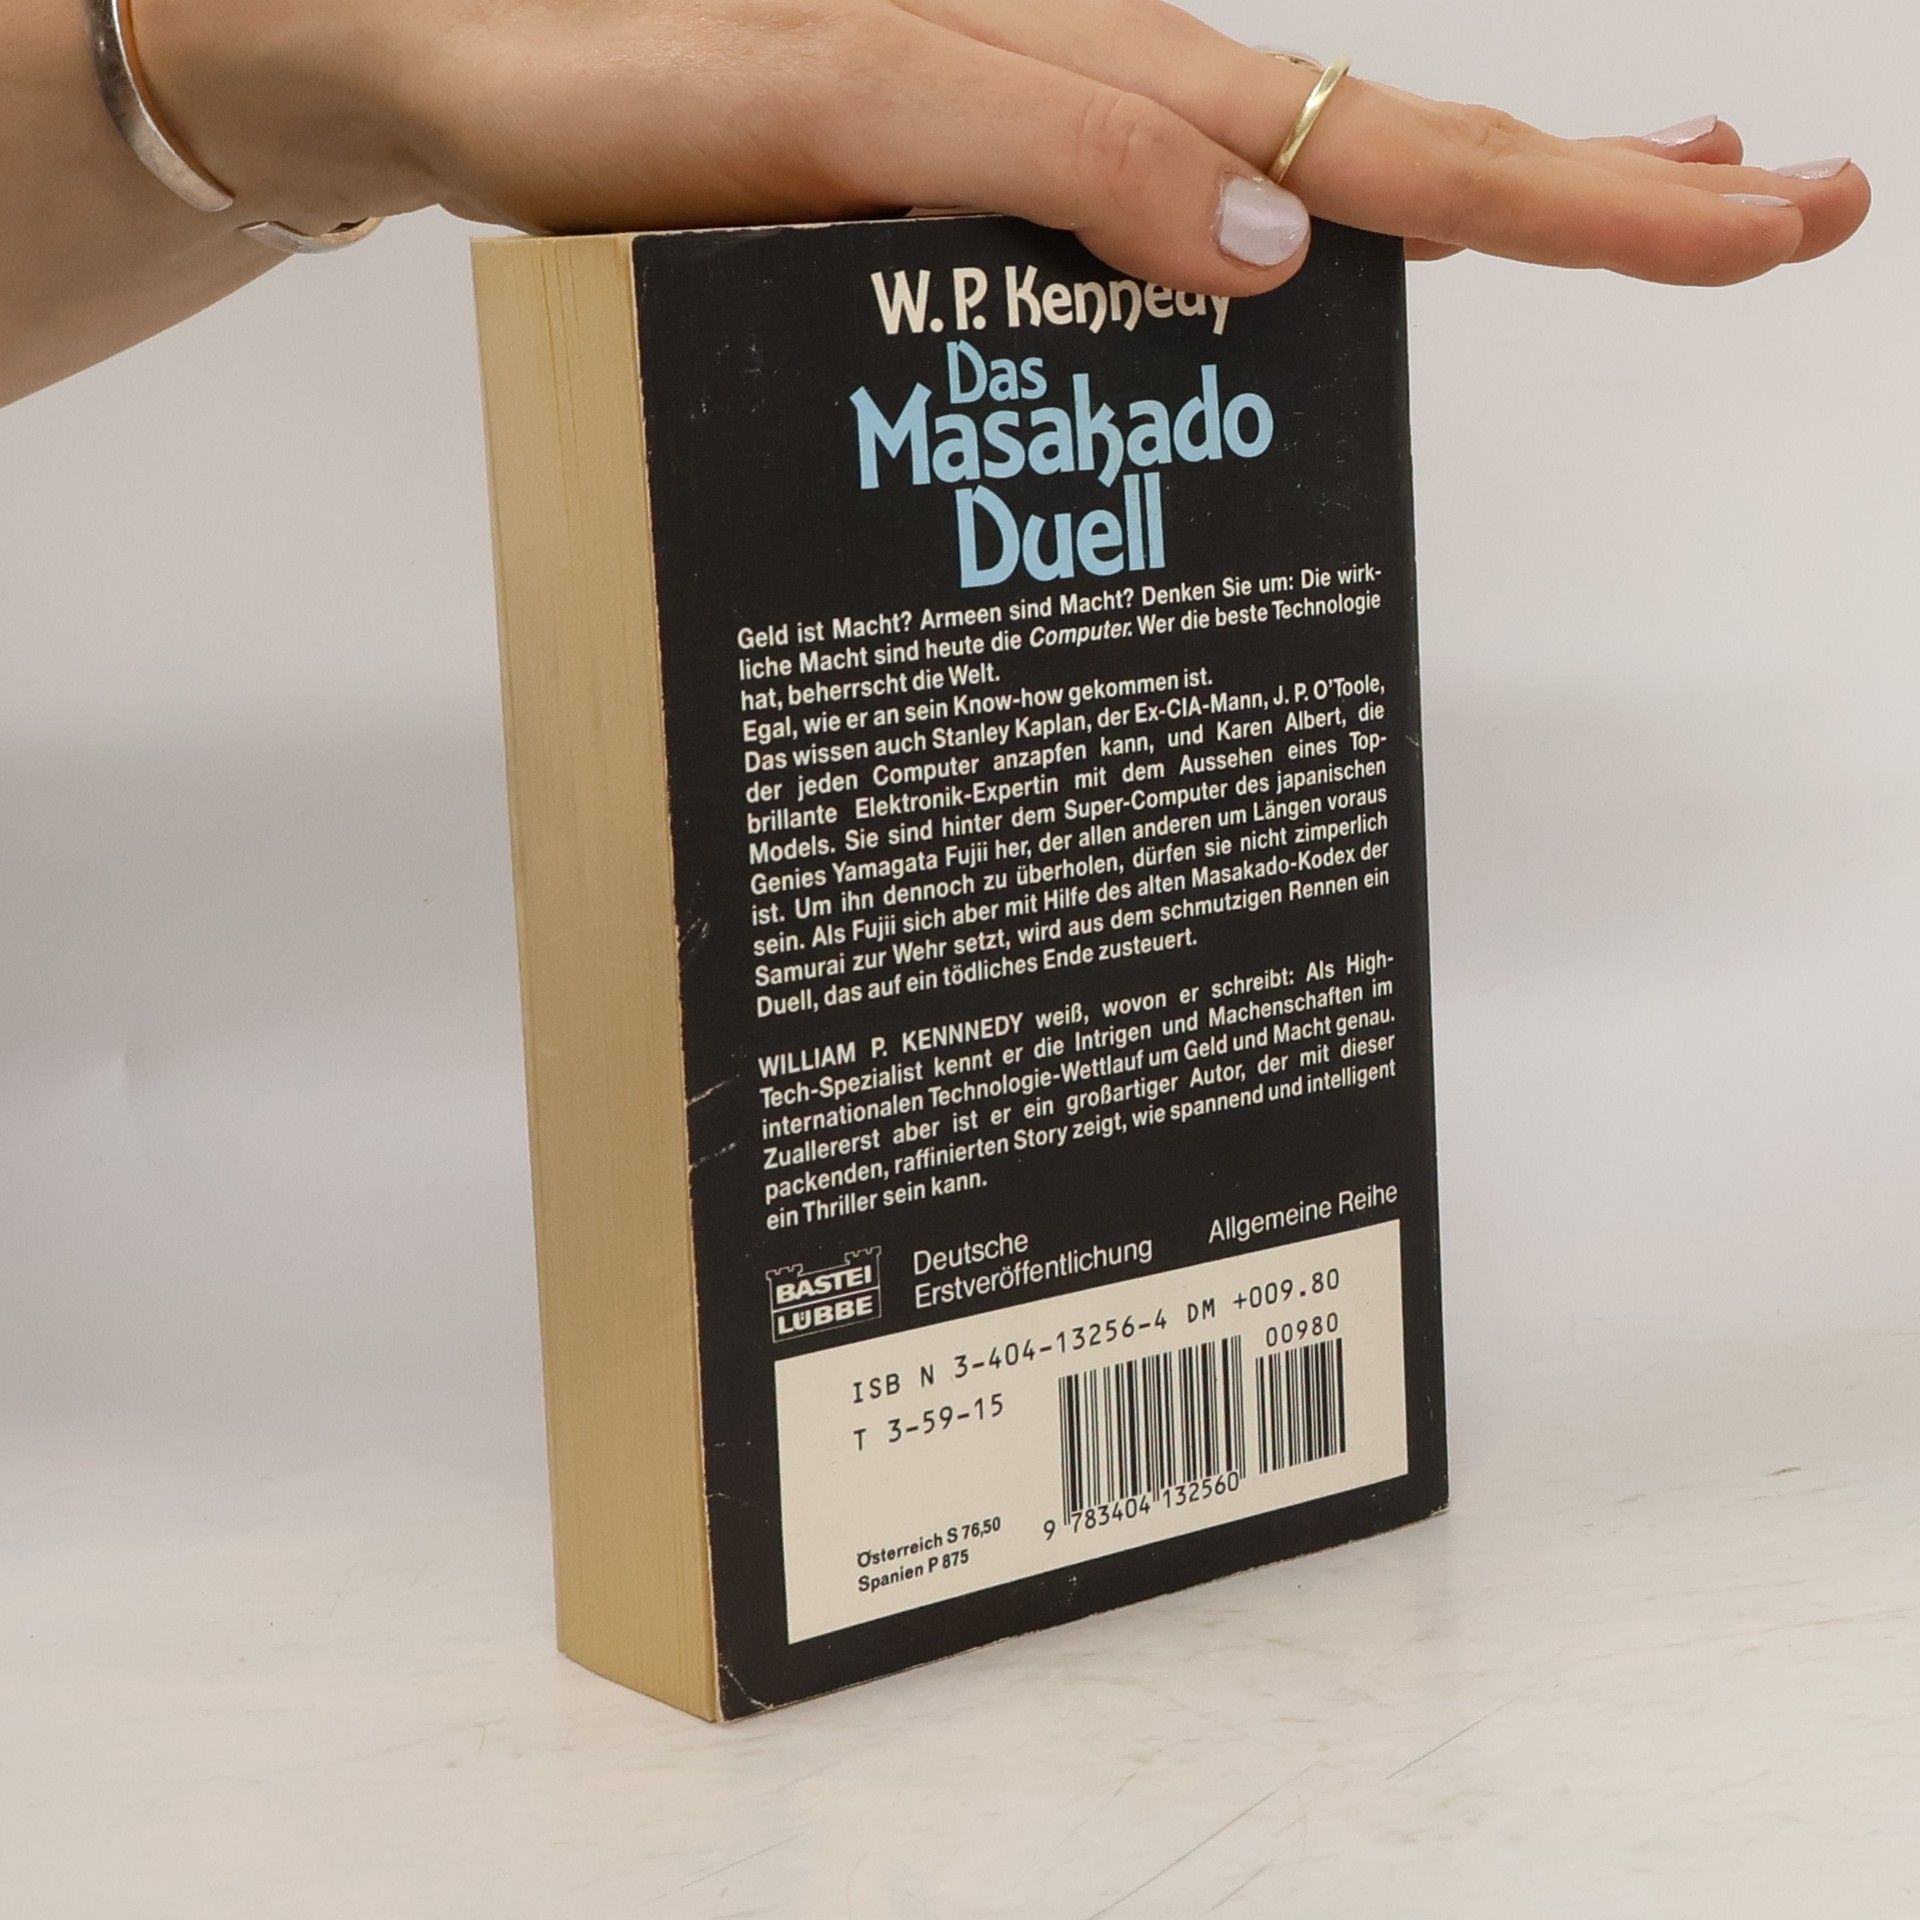 W. P. Kennedy
Das
Masakado
Duell
Geld ist Macht? Armeen sind Macht? Denken Sie um: Die wirk-
liche Macht sind heute die Computer. Wer die beste Technologie
hat, beherrscht die Welt.
Egal, wie er an sein Know-how gekommen ist.
Das wissen auch Stanley Kaplan, der Ex-CIA-Mann, J. P. O'Toole,
der jeden Computer anzapfen kann, und Karen Albert, die
brillante Elektronik-Expertin mit dem Aussehen eines Top-
Models. Sie sind hinter dem Super-Computer des japanischen
Genies Yamagata Fujii her, der allen anderen um Längen voraus
ist. Um ihn dennoch zu überholen, dürfen sie nicht zimperlich
sein. Als Fujii sich aber mit Hilfe des alten Masakado-Kodex der
Samurai zur Wehr setzt, wird aus dem schmutzigen Rennen ein
Duell, das auf ein tödliches Ende zusteuert.
WILLIAM P. KENNNEDY weiß, wovon er schreibt: Als High-
Tech-Spezialist kennt er die Intrigen und Machenschaften im
internationalen Technologie-Wettlauf um Geld und Macht genau.
Zuallererst aber ist er ein großartiger Autor, der mit dieser
packenden, raffinierten Story zeigt, wie spannend und intelligent
ein Thriller sein kann.
BASTEI
LÜBBE
Deutsche
Erstveröffentlichung
Allgemeine Reihe
ISB N 3-404-13256-4 DM +009.80
T 3-59-15
00980
9 783404 132560
Österreich S 76,50
Spanien P 875